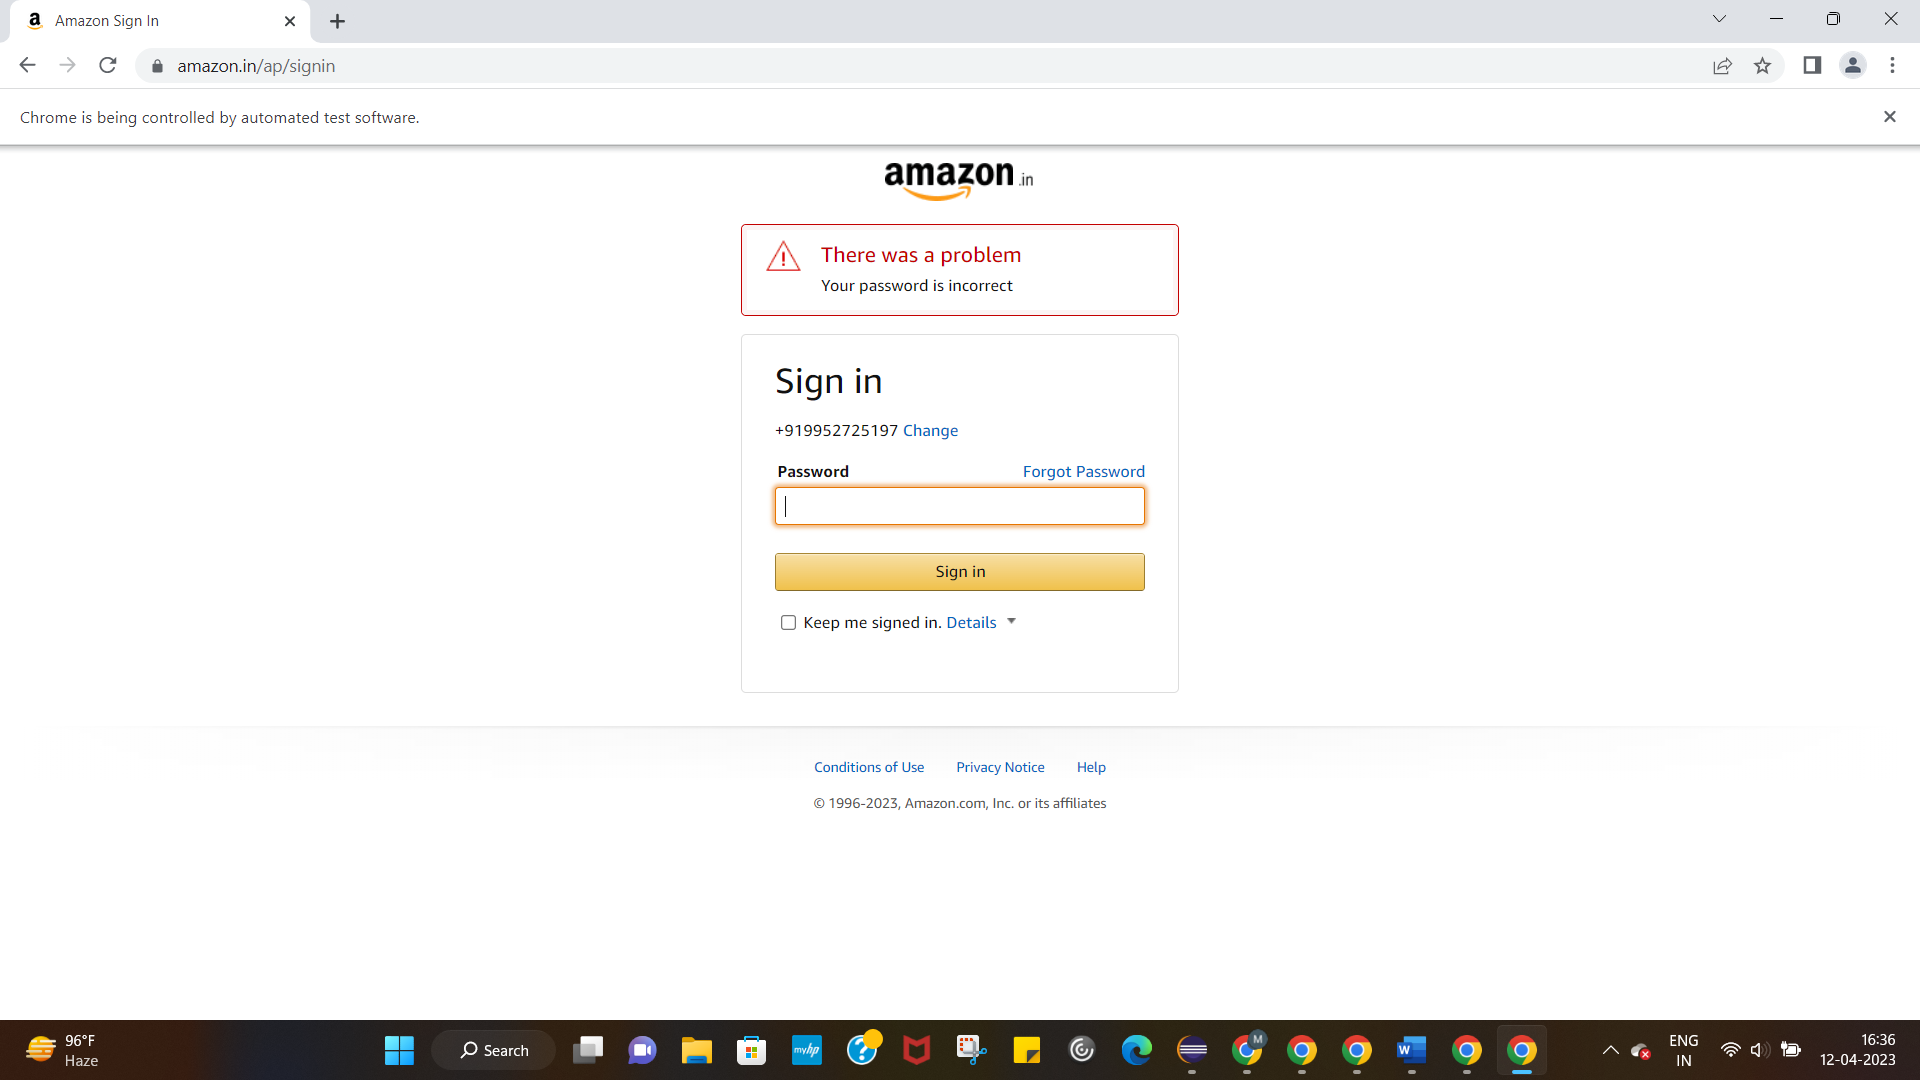 Amazon Sign In
amazon.in/ap/signin
Chrome is being controlled by automated test software.
amazon.in
There was a problem
Your password is incorrect
Sign in
+919952725197 Change
Password Forgot Password
Sign in
Keep me signed in. Details
Conditions of Use Privacy Notice Help
© 1996-2023, Amazon.com, Inc. or its affiliates
96°F
Haze
Search
myhp
M
W
ENG
IN
16:36
12-04-2023